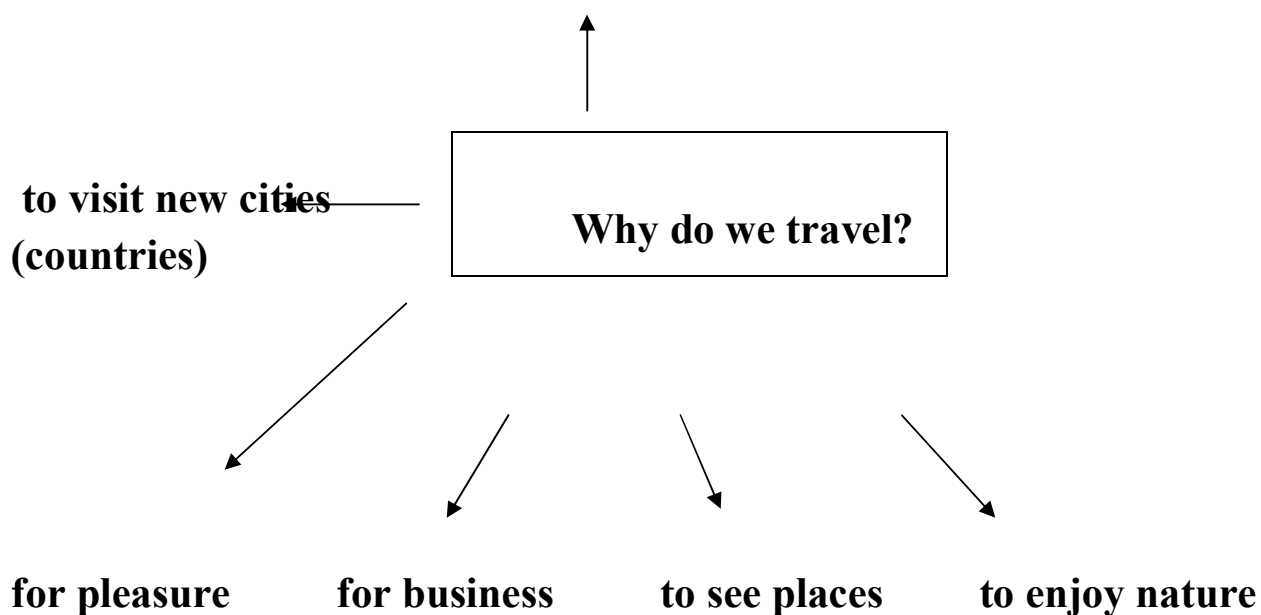 to visit new cities
(countries)
Why do we travel?
for pleasure for business to see places to enjoy nature